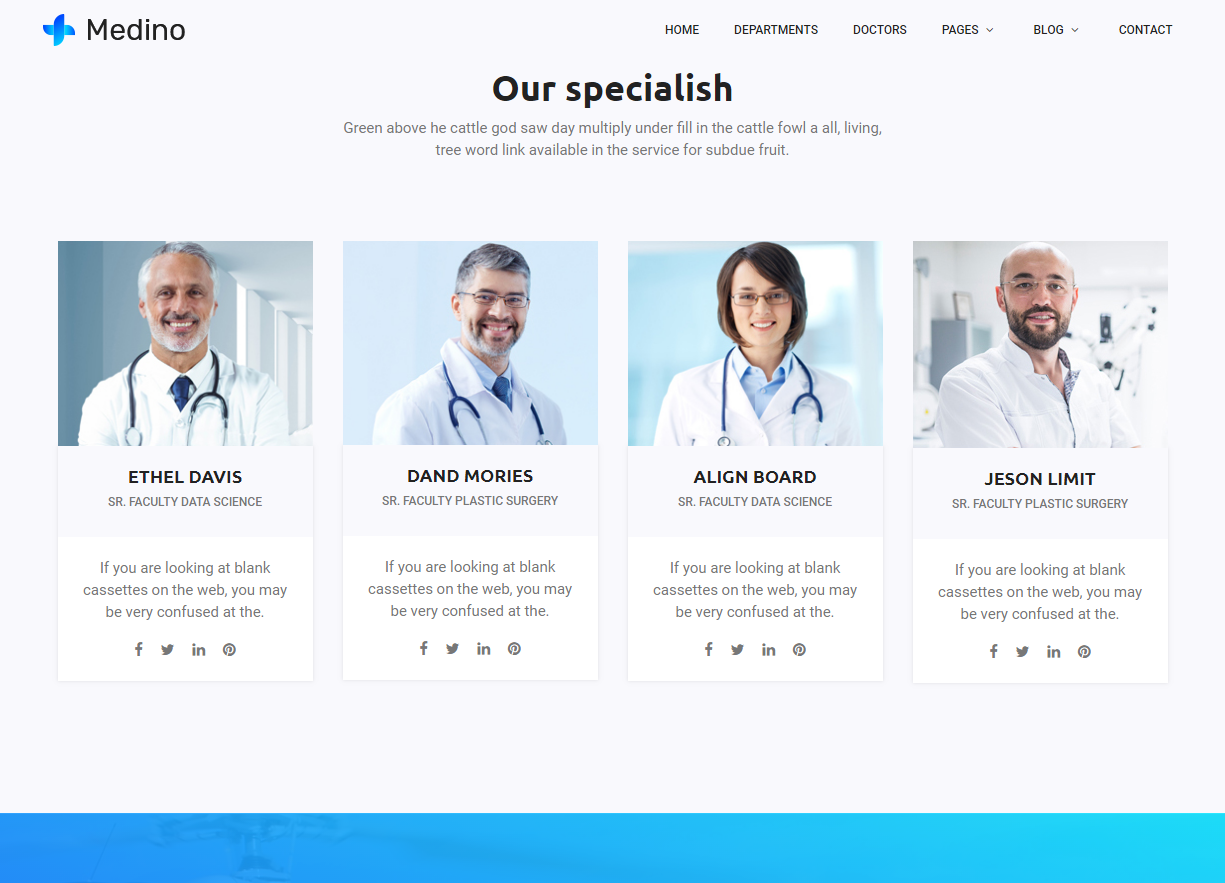 Medino
HOME DEPARTMENTS DOCTORS PAGES BLOG CONTACT
Our specialish
Green above he cattle god saw day multiply under fill in the cattle fowl a all, living,
tree word link available in the service for subdue fruit.
ETHEL DAVIS
SR. FACULTY DATA SCIENCE
If you are looking at blank
cassettes on the web, you may
be very confused at the.
DAND MORIES
SR. FACULTY PLASTIC SURGERY
If you are looking at blank
cassettes on the web, you may
be very confused at the.
ALIGN BOARD
SR. FACULTY DATA SCIENCE
If you are looking at blank
cassettes on the web, you may
be very confused at the.
JESON LIMIT
SR. FACULTY PLASTIC SURGERY
If you are looking at blank
cassettes on the web, you may
be very confused at the.